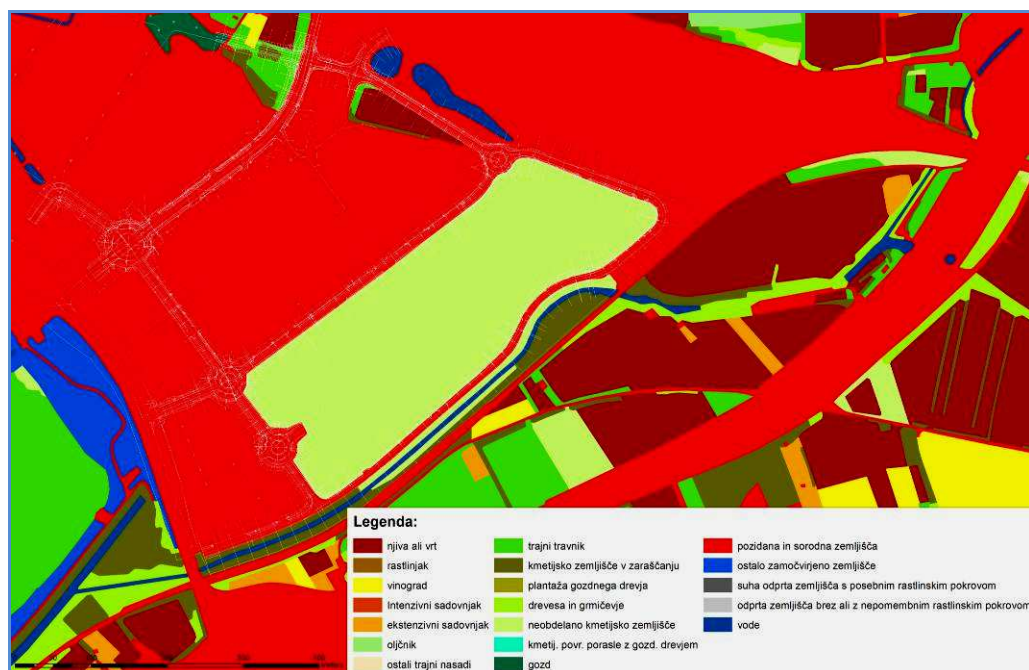 Legenda:
njiva ali vrt
rastlinjak
vinograd
Intenzivni sadovnjak
ekstenzivni sadovnjak
oljčnik
ostali trajni nasadi
trajni travnik
kmetijsko zemljišče v zaraščanju
plantaža gozdnega drevja
drevesa in grmičevje
neobdelano kmetijsko zemljišče
kmetij. povr. porasle z gozd. drevjem
gozd
pozidana in sorodna zemljišča
ostalo zamočvirjeno zemljišče
suha odprta zemljišča s posebnim rastlinskim pokrovom
odprta zemljišča brez ali z nepomembnim rastlinskim pokrovom
vode